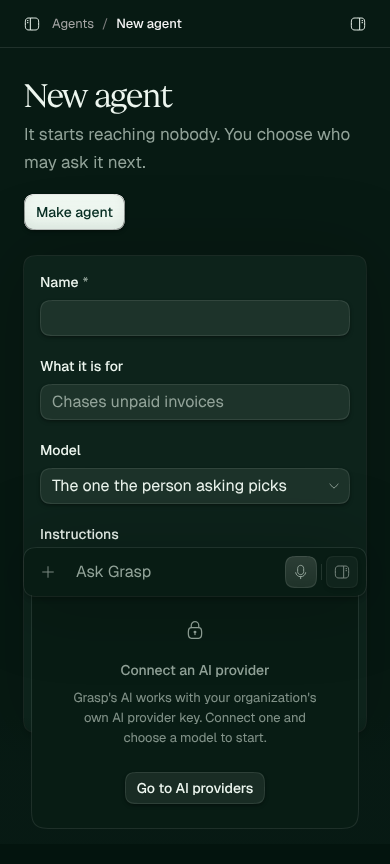 Agents / New agent
New agent
It starts reaching nobody. You choose who
may ask it next.
Make agent
Name *
What it is for
Chases unpaid invoices
Model
The one the person asking picks
Instructions
Ask Grasp
Connect an AI provider
Grasp's AI works with your organization's
own AI provider key. Connect one and
choose a model to start.
Go to AI providers